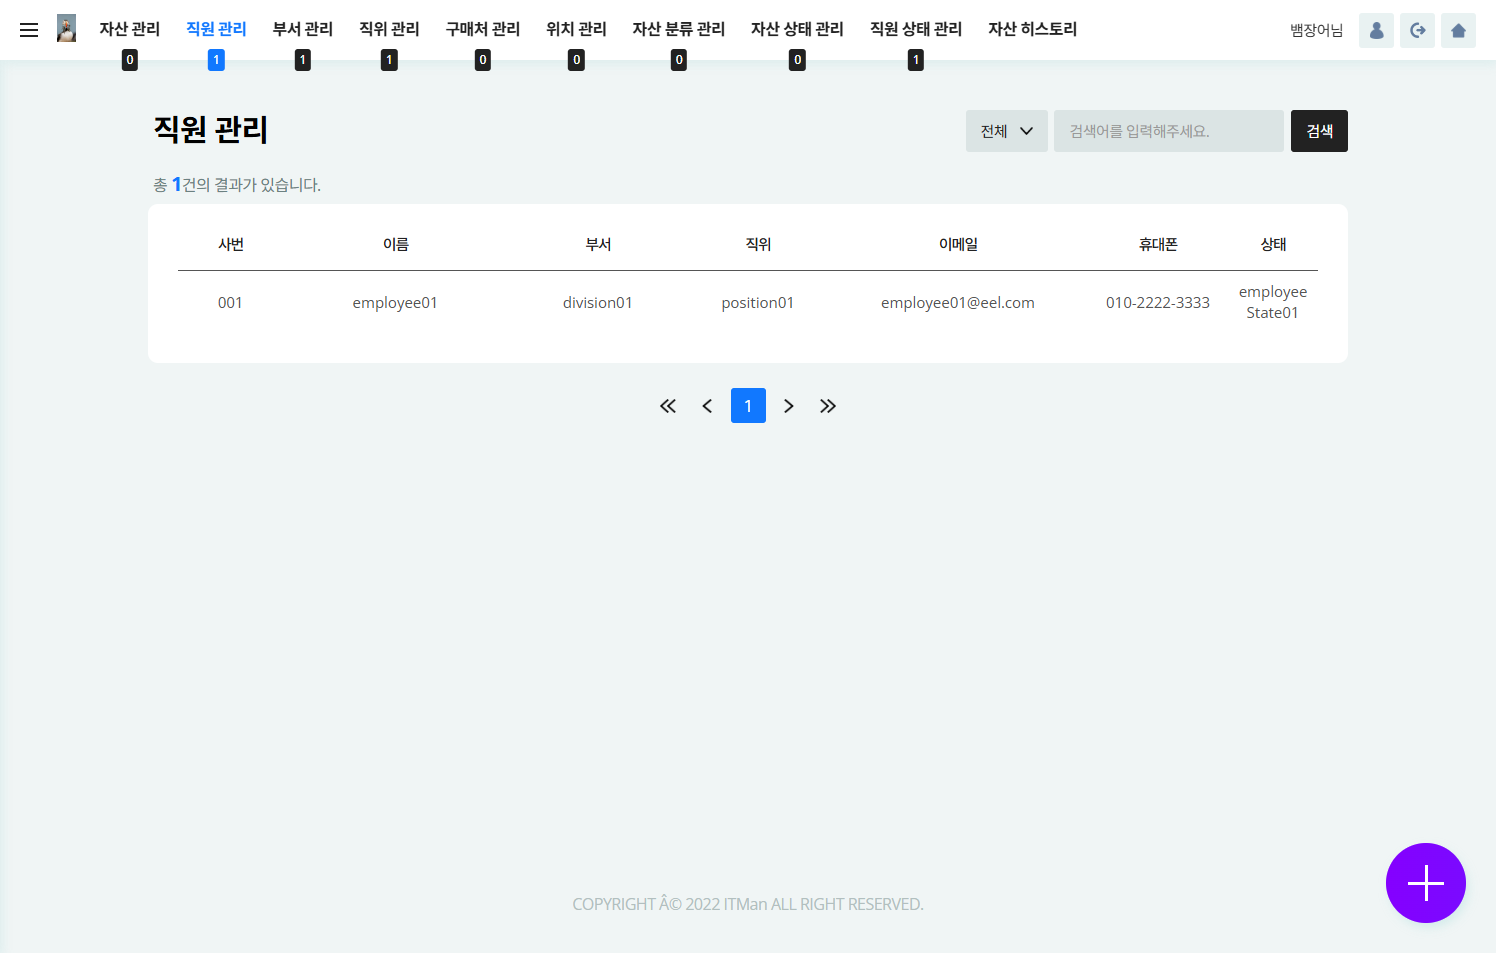 자산 관리 직원 관리 부서 관리 직위 관리 구매처 관리 위치 관리 자산 분류 관리 자산 상태 관리 직원 상태 관리 자산 히스토리 뱀장어님
0 1 1 1 0 0 0 0 1
직원 관리 전체 검색어를 입력해주세요. 검색
총 1건의 결과가 있습니다.
사번 이름 부서 직위 이메일 휴대폰 상태
001 employee01 division01 position01 employee01@eel.com 010-2222-3333 employee
State01
1
COPYRIGHT Â© 2022 ITMan ALL RIGHT RESERVED.